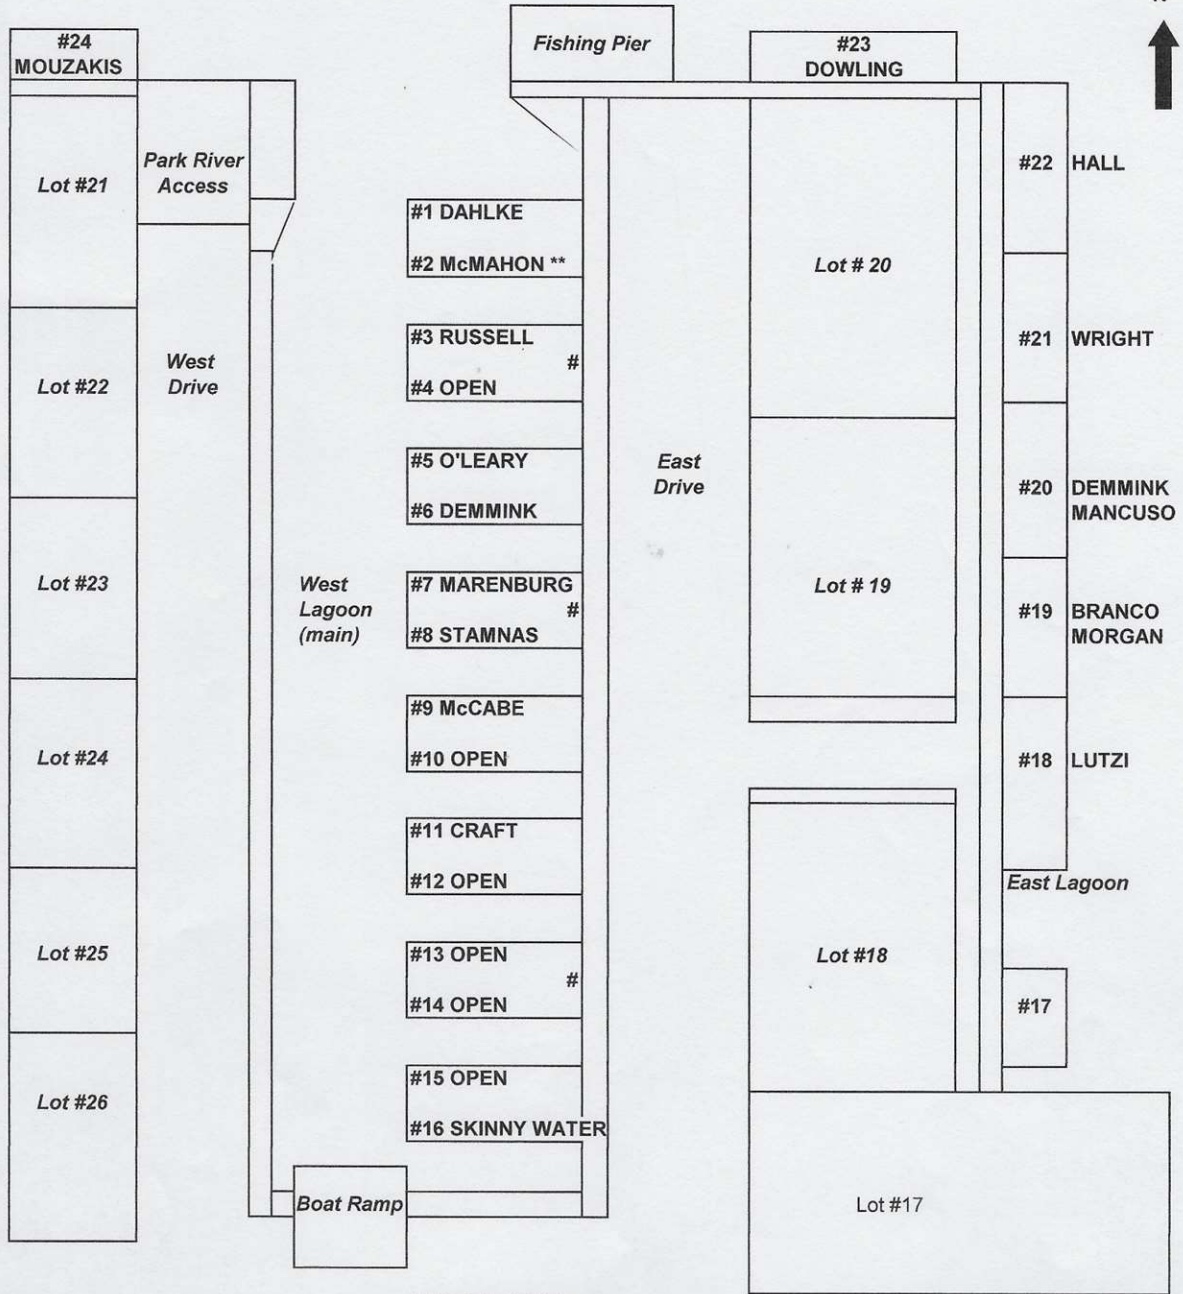 #24
MOUZAKIS
Fishing Pier
#23
DOWLING
Lot #21
Park River
Access
#22 HALL
#1 DAHLKE
#2 McMAHON **
Lot # 20
#3 RUSSELL
#
#4 OPEN
#21 WRIGHT
Lot #22
West
Drive
#5 O'LEARY
#6 DEMMINK
East
Drive
#20 DEMMINK
MANCUSO
Lot #23
West
Lagoon
(main)
#7 MARENBURG
#
#8 STAMNAS
Lot # 19
#19 BRANCO
MORGAN
#9 McCABE
#10 OPEN
Lot #24
#18 LUTZI
#11 CRAFT
#12 OPEN
East Lagoon
Lot #25
#13 OPEN
#
#14 OPEN
Lot #18
#17
Lot #26
#15 OPEN
#16 SKINNY WATER
Boat Ramp
Lot #17